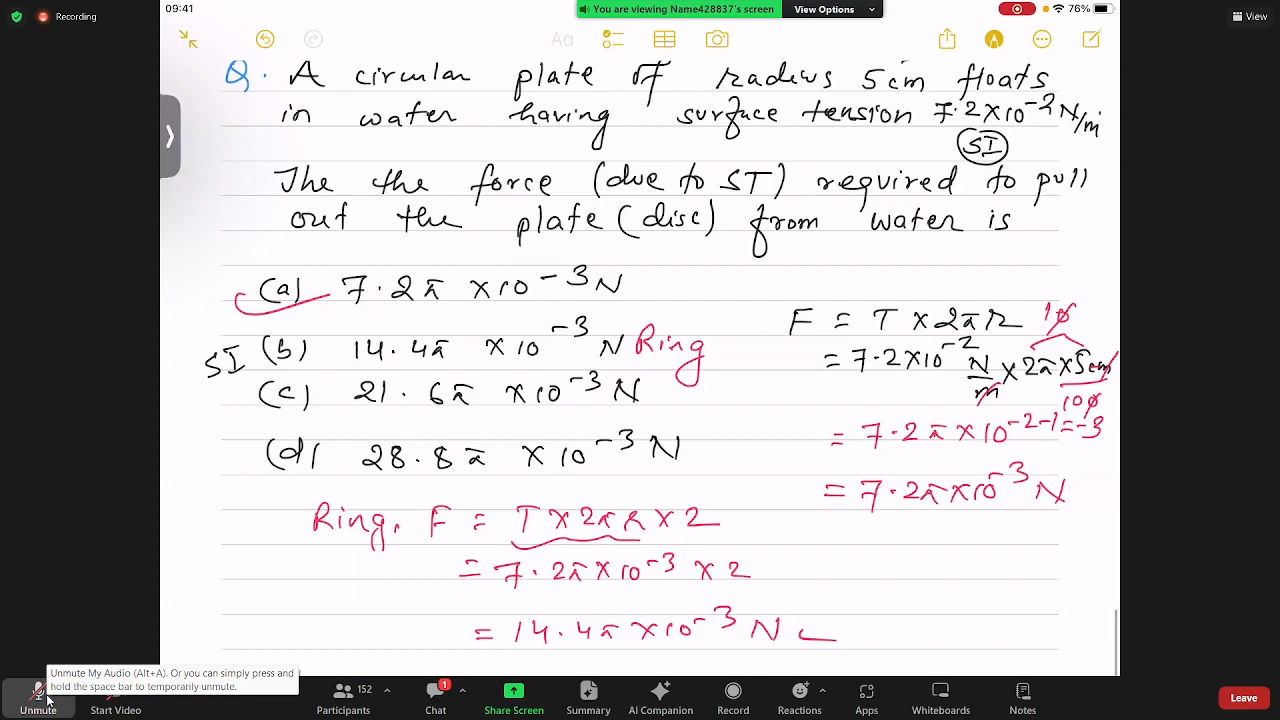 09:41
You are viewing Name428837's screen
View Options
76%
Recording
View
Aa
Q. A circular plate of radius 5cm floats
in water having surface tension 7.2×10⁻² N/m
SI
The the force (due to ST) required to pull
out the plate (disc) from water is
(a) 7.2π ×10⁻³ N
SI (b) 14.4π ×10⁻³ N Ring
(c) 21.6π ×10⁻³ N
(d) 28.8π ×10⁻³ N
F = T × 2πR
= 7.2×10⁻² N/m × 2π × 5cm
10
100
= 7.2π×10⁻²⁻¹⁼⁻³
= 7.2π×10⁻³ N
Ring, F = T × 2πR × 2
= 7.2π×10⁻³ × 2
= 14.4π×10⁻³ N
Unmute My Audio (Alt+A). Or you can simply press and
hold the space bar to temporarily unmute.
Unmute
Start Video
Participants
152
Chat
1
Share Screen
Summary
AI Companion
Record
Reactions
Apps
Whiteboards
Notes
Leave